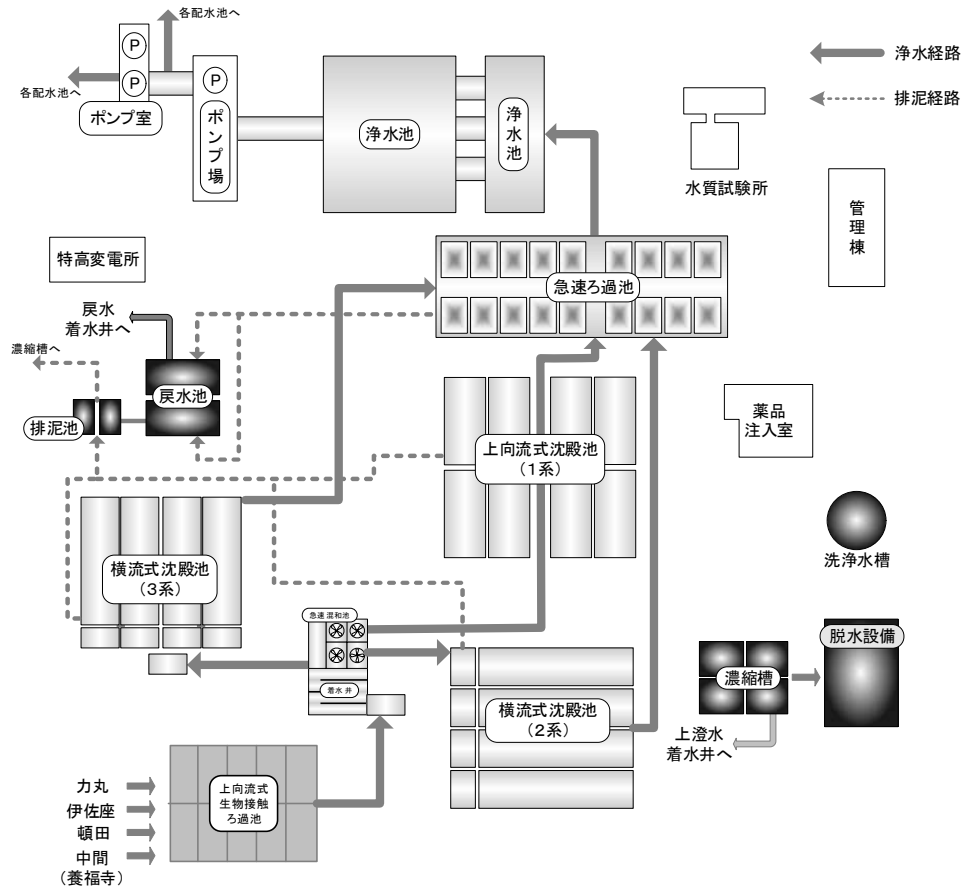 各配水池へ
P
P
P
各配水池へ
ポンプ室
ポンプ場
浄水池
浄水池
浄水経路
排泥経路
水質試験所
管理棟
特高変電所
急速ろ過池
戻水
着水井へ
濃縮槽へ
戻水池
排泥池
上向流式沈殿池
(1系)
薬品
注入室
洗浄水槽
横流式沈殿池
(3系)
急速混和池
着水井
横流式沈殿池
(2系)
脱水設備
濃縮槽
上澄水
着水井へ
力丸
伊佐座
頓田
中間
(養福寺)
上向流式
生物接触
ろ過池